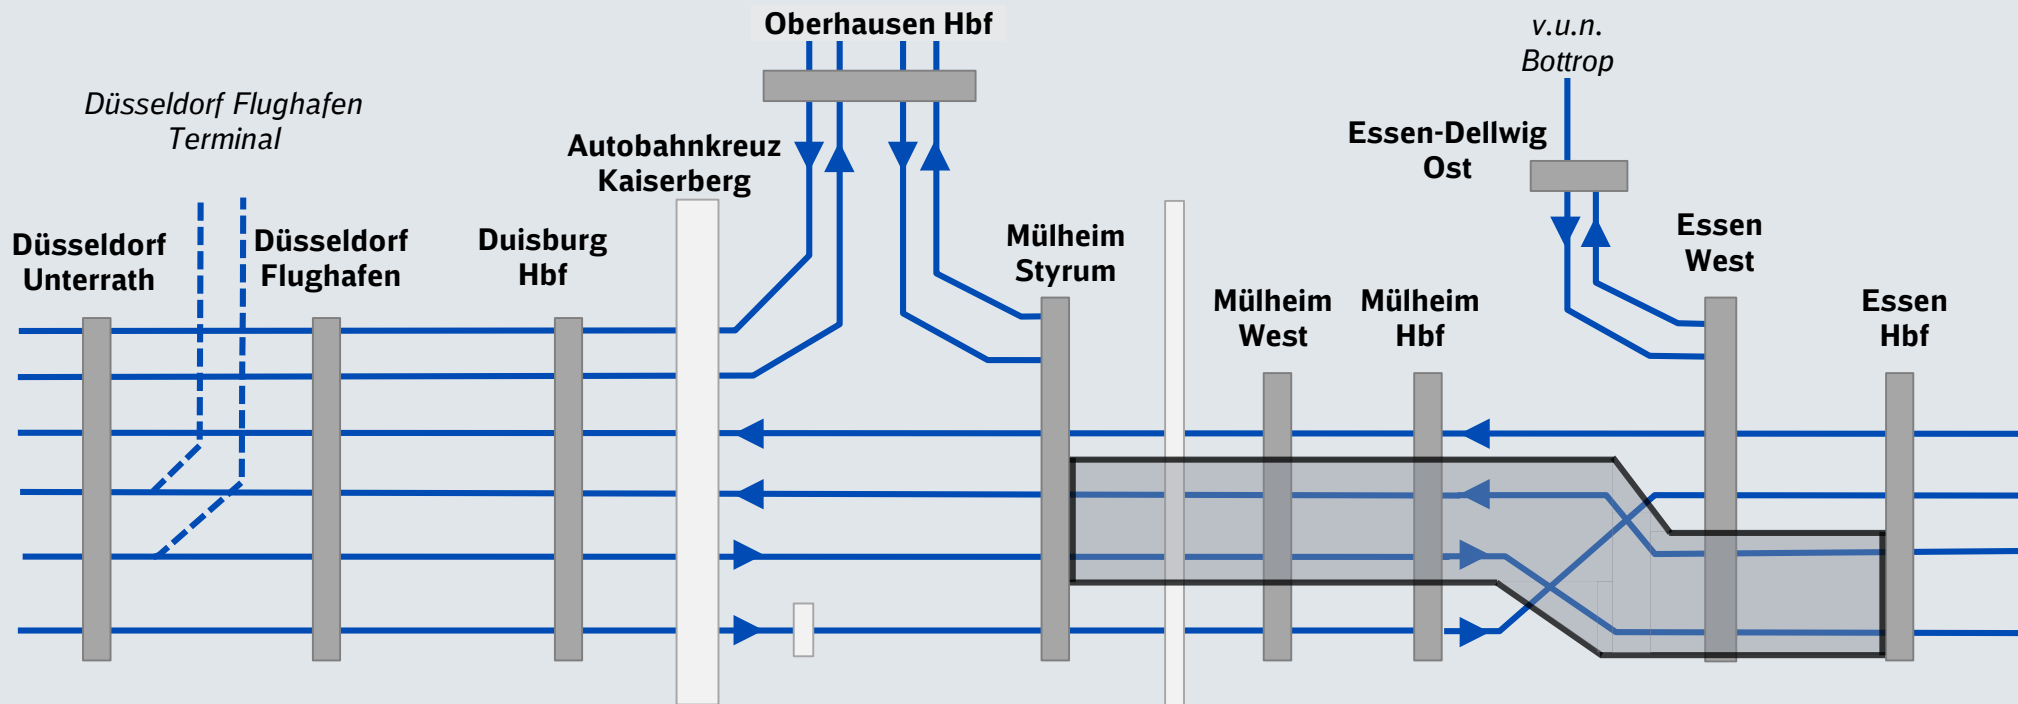 Oberhausen Hbf
v.u.n.
Bottrop
Düsseldorf Flughafen
Terminal
Autobahnkreuz
Kaiserberg
Essen-Dellwig
Ost
Düsseldorf
Unterrath
Düsseldorf
Flughafen
Duisburg
Hbf
Mülheim
Styrum
Essen
West
Mülheim
West
Mülheim
Hbf
Essen
Hbf